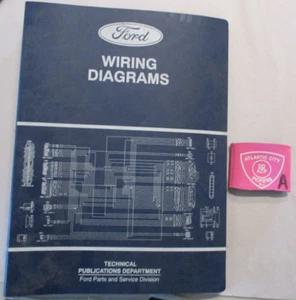 Ford
WIRING
DIAGRAMS
TECHNICAL
PUBLICATIONS DEPARTMENT
Ford Parts and Service Division
ATLANTIC CITY
A